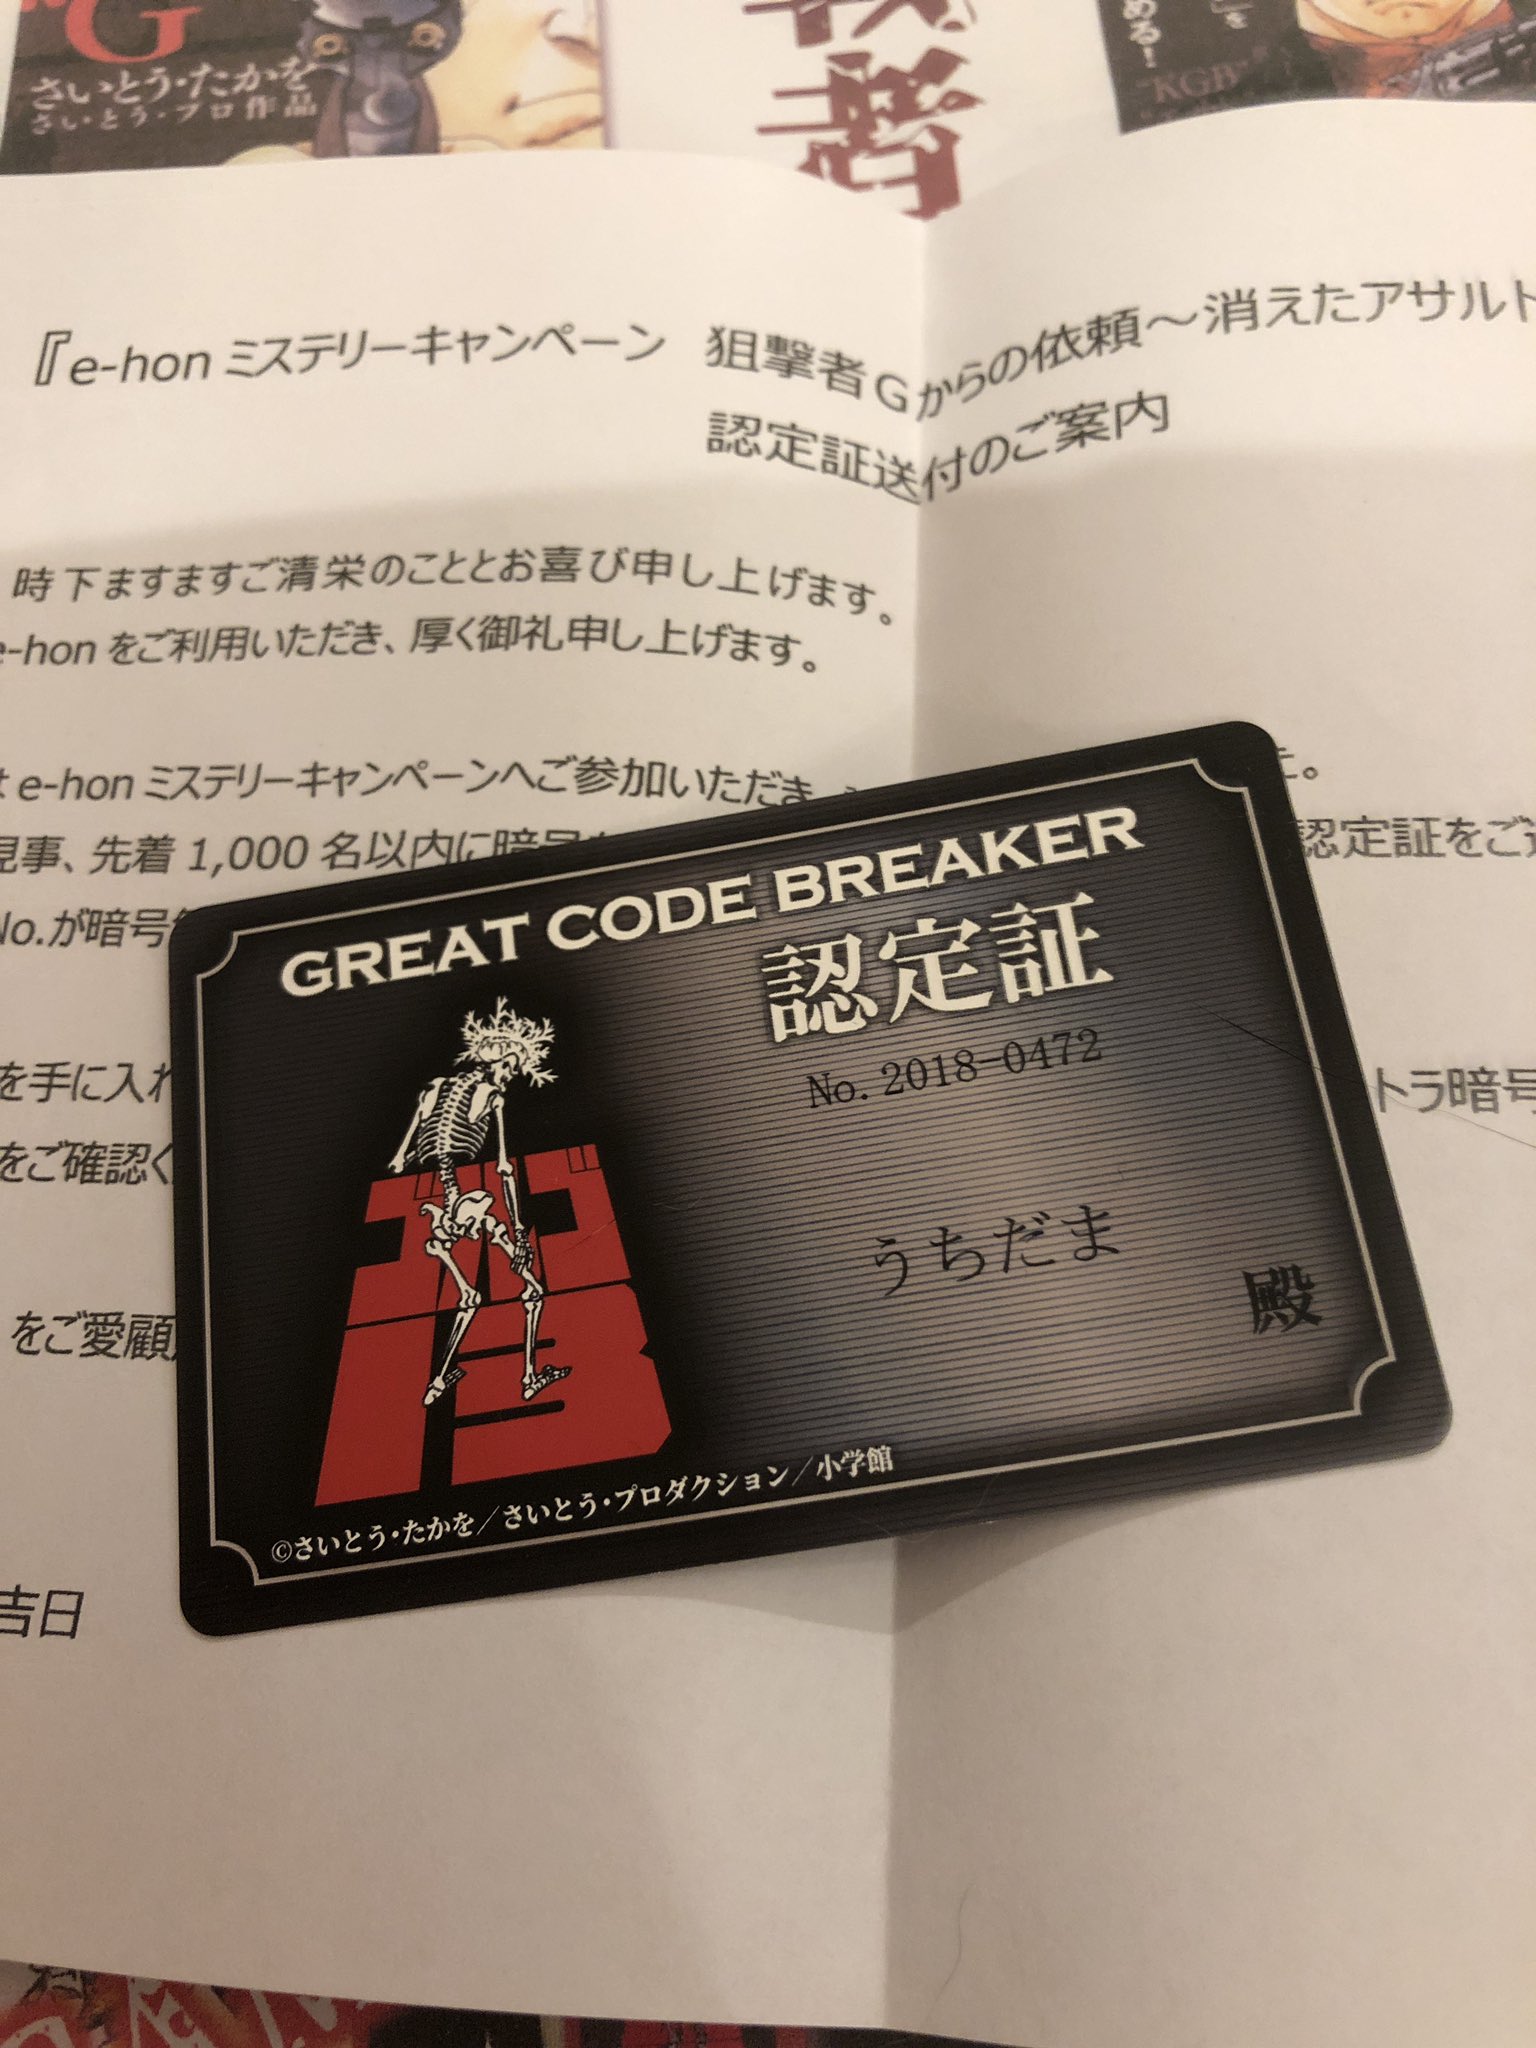 G
さいとう・たかを
さいとう・プロ作品
者
める!
"KGB"
『e-hon ミステリーキャンペーン 狙撃者Gからの依頼～消えたアサルト
認定証送付のご案内
時下ますますご清栄のこととお喜び申し上げます。
e-hon をご利用いただき、厚く御礼申し上げます。
e-hon ミステリーキャンペーンへご参加いただき
見事、先着 1,000 名以内に暗号
認定証をご
No.が暗号
を手に入れ
トラ暗号
をご確認く
をご愛顧
吉日
GREAT CODE BREAKER
認定証
No. 2018-0472
うちだま
殿
ゴルゴ
13
©さいとう・たかを／さいとう・プロダクション／小学館